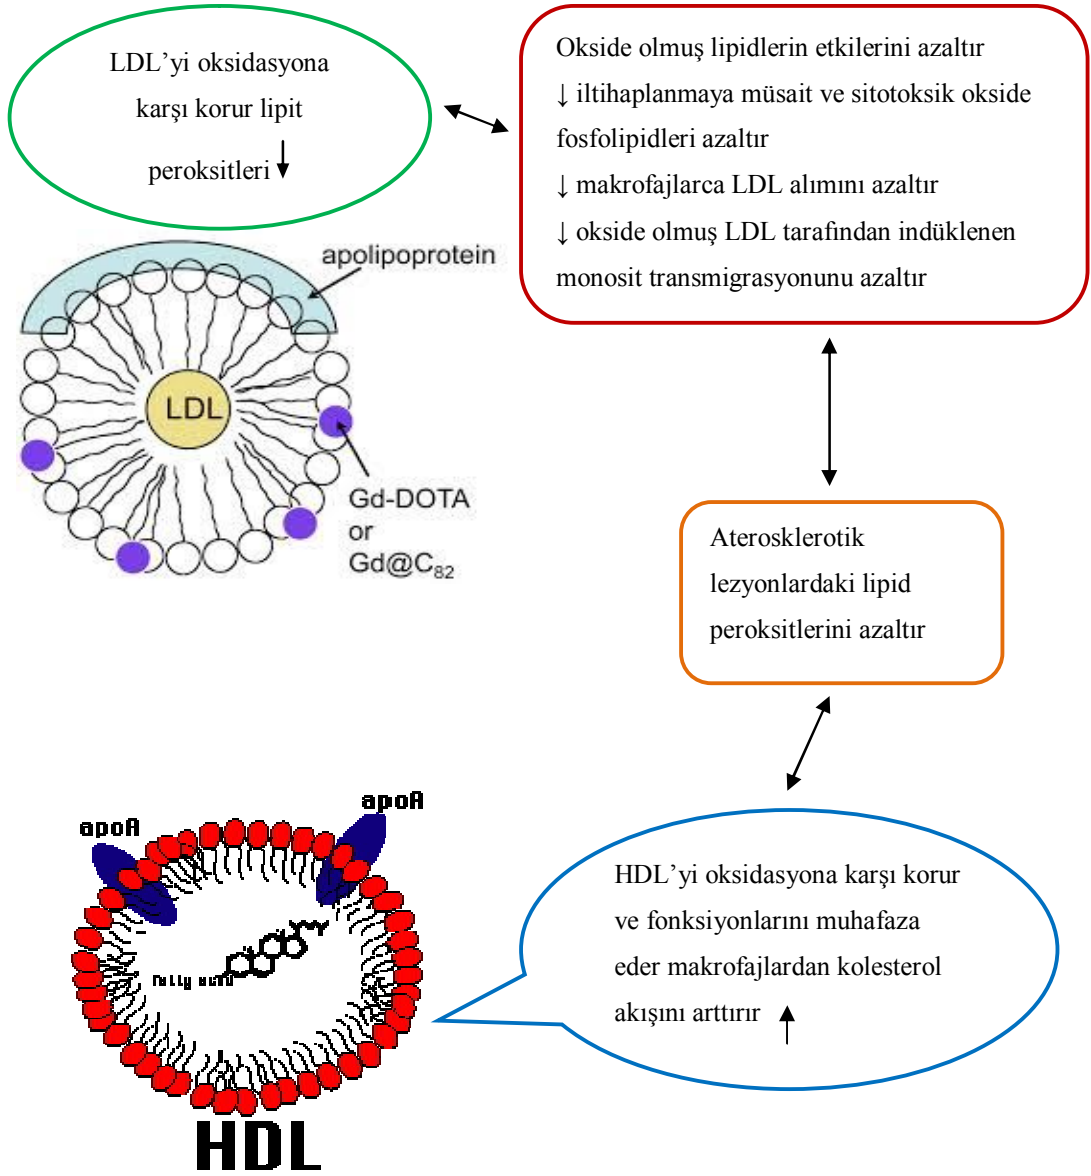 LDL’yi oksidasyona
karşı korur lipit
peroksitleri ↓
Okside olmuş lipidlerin etkilerini azaltır
↓ iltihaplanmaya müsait ve sitotoksik okside
fosfolipidleri azaltır
↓ makrofajlarca LDL alımını azaltır
↓ okside olmuş LDL tarafından indüklenen
monosit transmigrasyonunu azaltır
apolipoprotein
LDL
Gd-DOTA
or
Gd@C₈₂
Aterosklerotik
lezyonlardaki lipid
peroksitlerini azaltır
apoA
apoA
fatty acid
HDL
HDL’yi oksidasyona karşı korur
ve fonksiyonlarını muhafaza
eder makrofajlardan kolesterol
akışını arttırır ↑